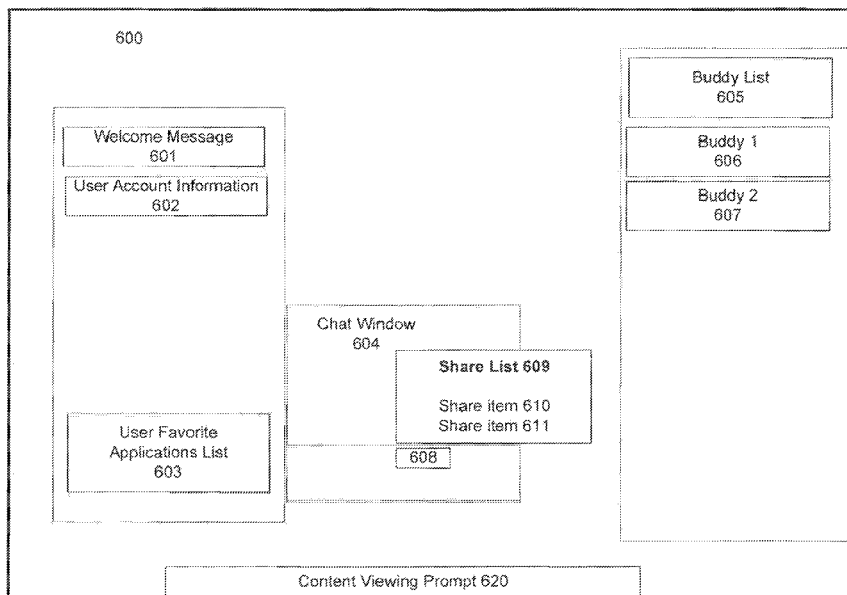 600
Welcome Message
601
User Account Information
602
User Favorite
Applications List
603
Chat Window
604
Share List 609
Share item 610
Share item 611
608
Buddy List
605
Buddy 1
606
Buddy 2
607
Content Viewing Prompt 620